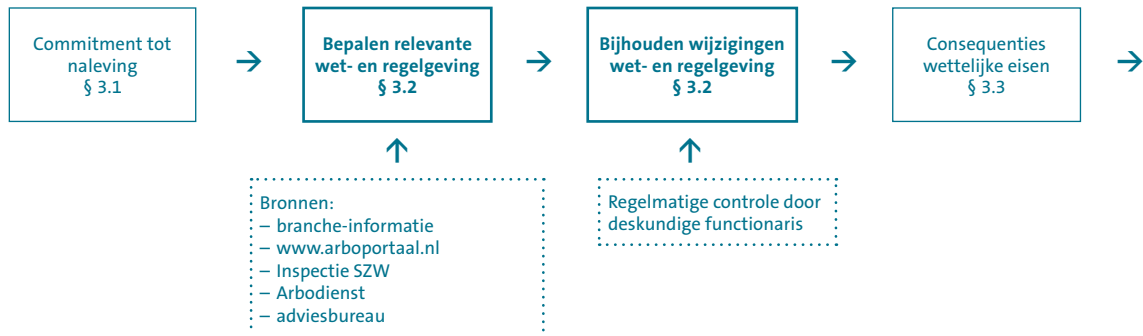 Commitment tot
naleving
§ 3.1
→
Bepalen relevante
wet- en regelgeving
§ 3.2
→
Bijhouden wijzigingen
wet- en regelgeving
§ 3.2
→
Consequenties
wettelijke eisen
§ 3.3
→
Bronnen:
– branche-informatie
– www.arboportaal.nl
– Inspectie SZW
– Arbodienst
– adviesbureau
Regelmatige controle door
deskundige functionaris